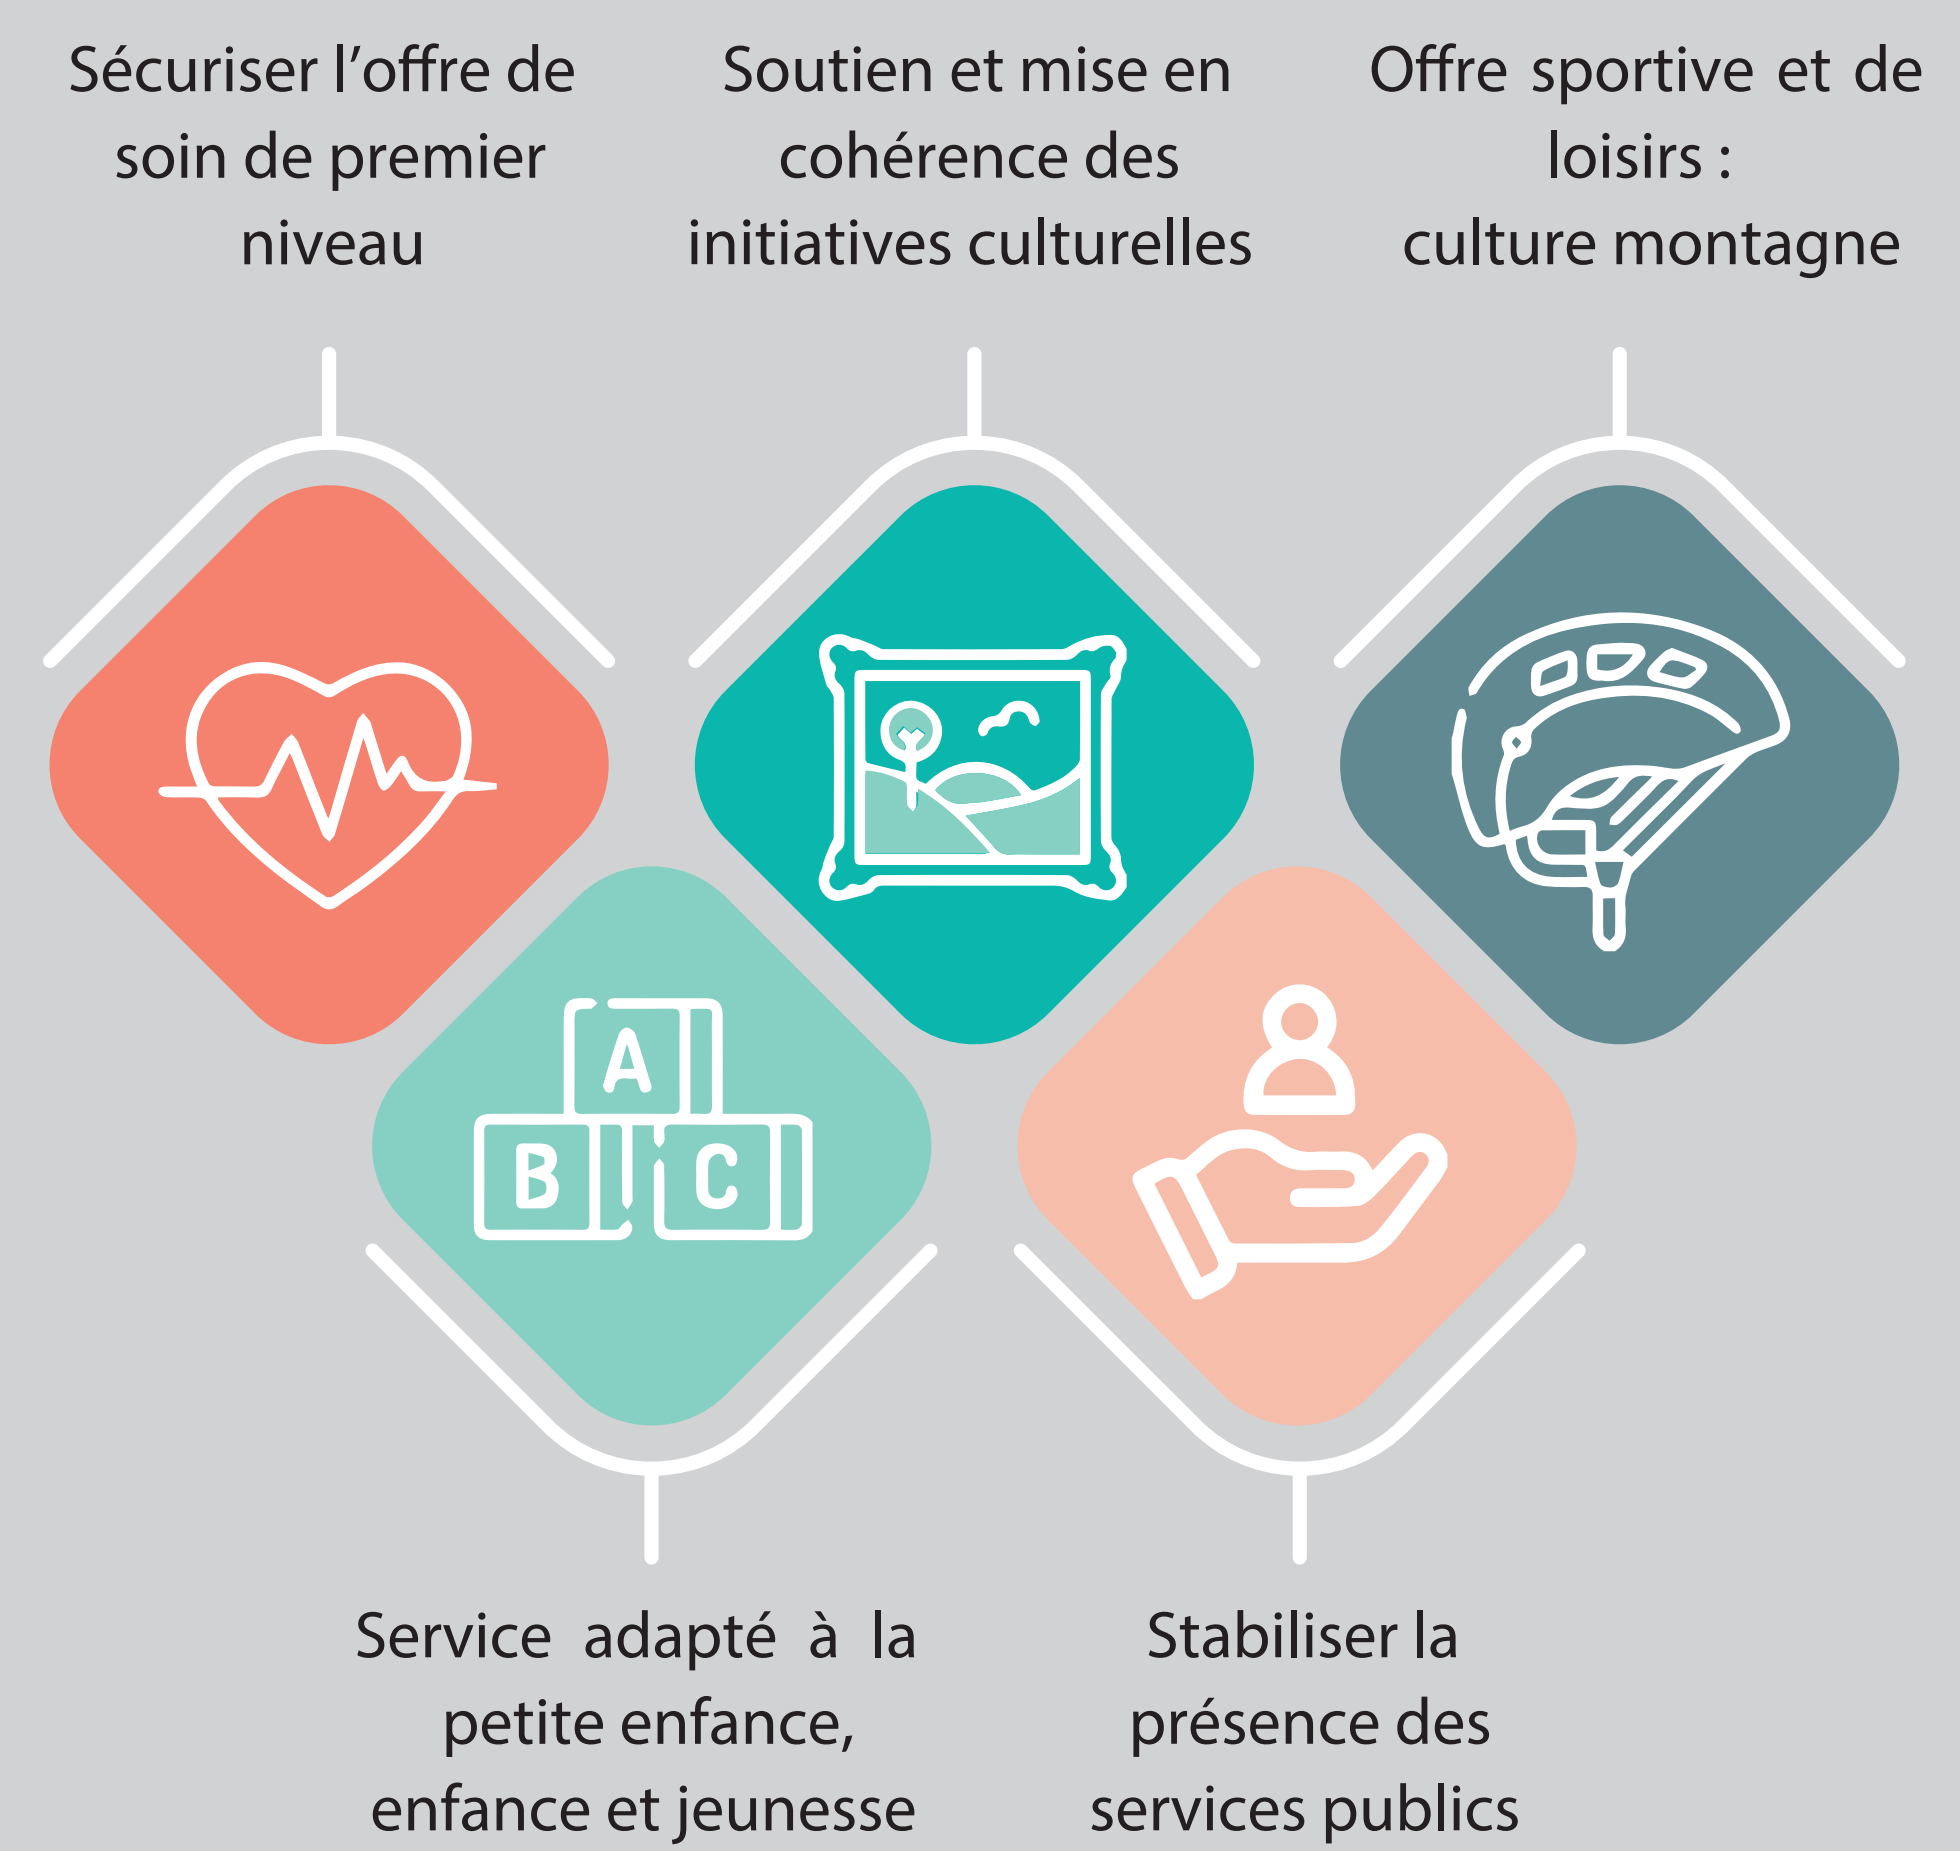 Sécuriser l’offre de
soin de premier
niveau
Soutien et mise en
cohérence des
initiatives culturelles
Offre sportive et de
loisirs :
culture montagne
A
B
C
Service adapté à la
petite enfance,
enfance et jeunesse
Stabiliser la
présence des
services publics